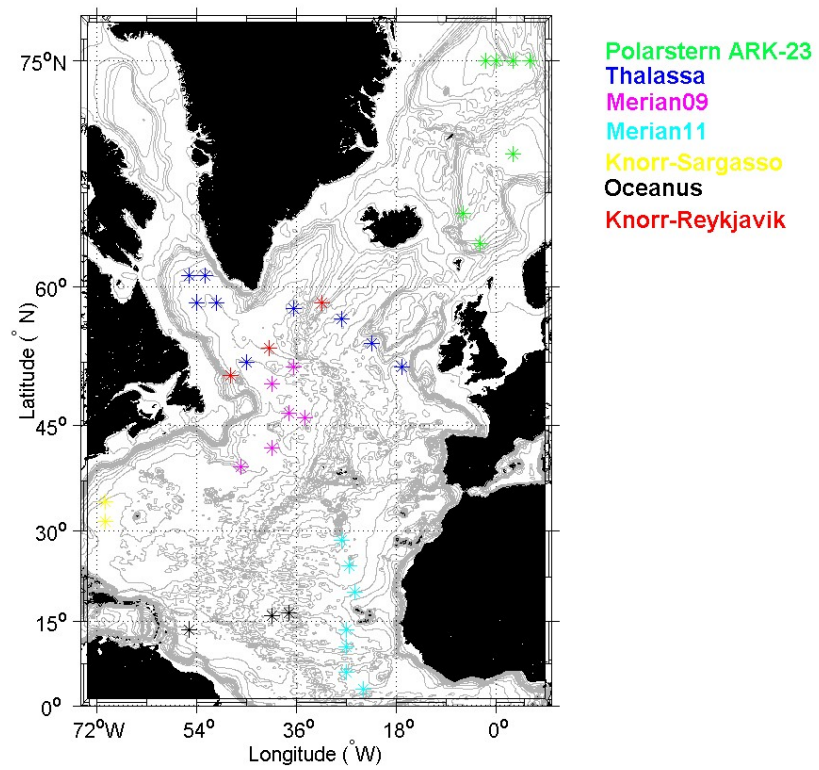 75°N
60°
45°
30°
15°
0°
72°W
54°
36°
18°
0°
Latitude (° N)
Longitude (°W)
Polarstern ARK-23
Thalassa
Merian09
Merian11
Knorr-Sargasso
Oceanus
Knorr-Reykjavik